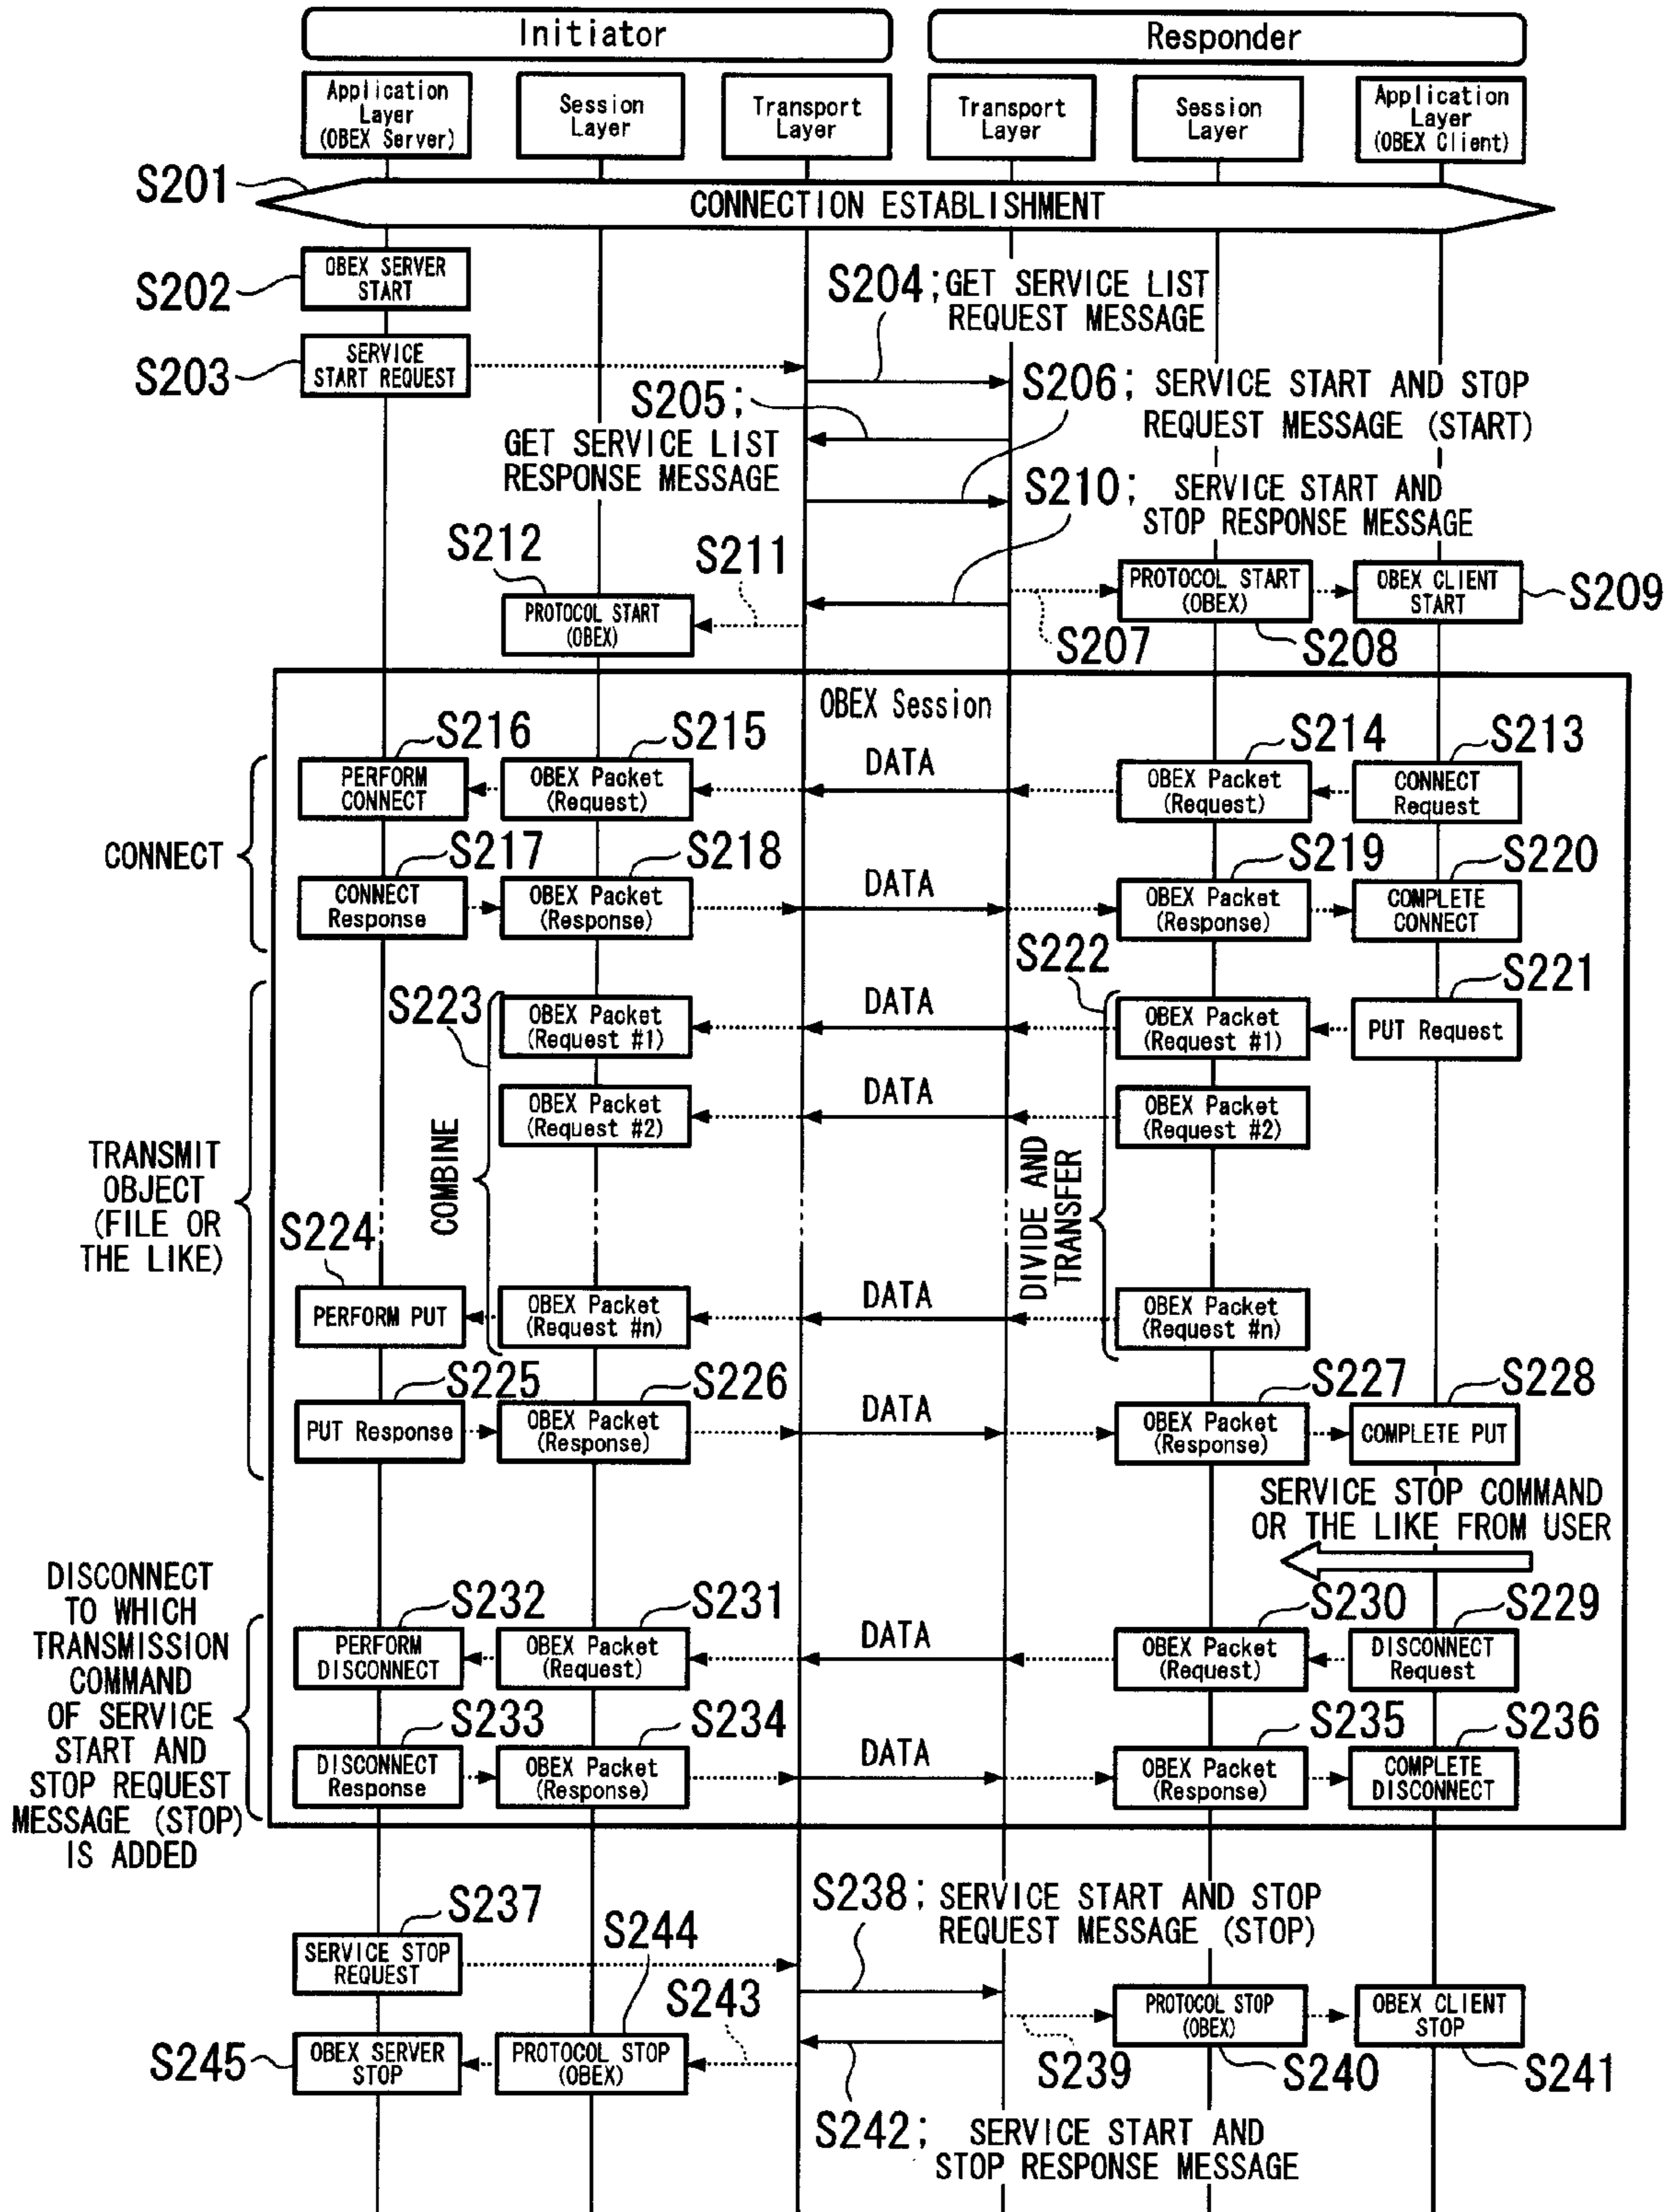 Initiator
Responder
Application
Layer
(OBEX Server)
Session
Layer
Transport
Layer
Transport
Layer
Session
Layer
Application
Layer
(OBEX Client)
S201
CONNECTION ESTABLISHMENT
S202
OBEX SERVER
START
S204;
GET SERVICE LIST
REQUEST MESSAGE
S203
SERVICE
START REQUEST
S205;
GET SERVICE LIST
RESPONSE MESSAGE
S206;
SERVICE START AND STOP
REQUEST MESSAGE (START)
S210;
SERVICE START AND
STOP RESPONSE MESSAGE
S212
S211
PROTOCOL START
(OBEX)
S207
PROTOCOL START
(OBEX)
S208
OBEX CLIENT
START
S209
OBEX Session
CONNECT
S216
PERFORM
CONNECT
S215
OBEX Packet
(Request)
DATA
S214
OBEX Packet
(Request)
S213
CONNECT
Request
S217
CONNECT
Response
S218
OBEX Packet
(Response)
DATA
S219
OBEX Packet
(Response)
S220
COMPLETE
CONNECT
TRANSMIT
OBJECT
(FILE OR
THE LIKE)
S223
COMBINE
OBEX Packet
(Request #1)
DATA
S222
DIVIDE AND
TRANSFER
OBEX Packet
(Request #1)
S221
PUT Request
OBEX Packet
(Request #2)
DATA
OBEX Packet
(Request #2)
S224
PERFORM PUT
OBEX Packet
(Request #n)
DATA
OBEX Packet
(Request #n)
S225
PUT Response
S226
OBEX Packet
(Response)
DATA
S227
OBEX Packet
(Response)
S228
COMPLETE PUT
SERVICE STOP COMMAND
OR THE LIKE FROM USER
DISCONNECT
TO WHICH
TRANSMISSION
COMMAND
OF SERVICE
START AND
STOP REQUEST
MESSAGE (STOP)
IS ADDED
S232
PERFORM
DISCONNECT
S231
OBEX Packet
(Request)
DATA
S230
OBEX Packet
(Request)
S229
DISCONNECT
Request
S233
DISCONNECT
Response
S234
OBEX Packet
(Response)
DATA
S235
OBEX Packet
(Response)
S236
COMPLETE
DISCONNECT
S237
SERVICE STOP
REQUEST
S238;
SERVICE START AND STOP
REQUEST MESSAGE (STOP)
S244
S243
S245
OBEX SERVER
STOP
PROTOCOL STOP
(OBEX)
S239
PROTOCOL STOP
(OBEX)
S240
OBEX CLIENT
STOP
S241
S242;
SERVICE START AND
STOP RESPONSE MESSAGE